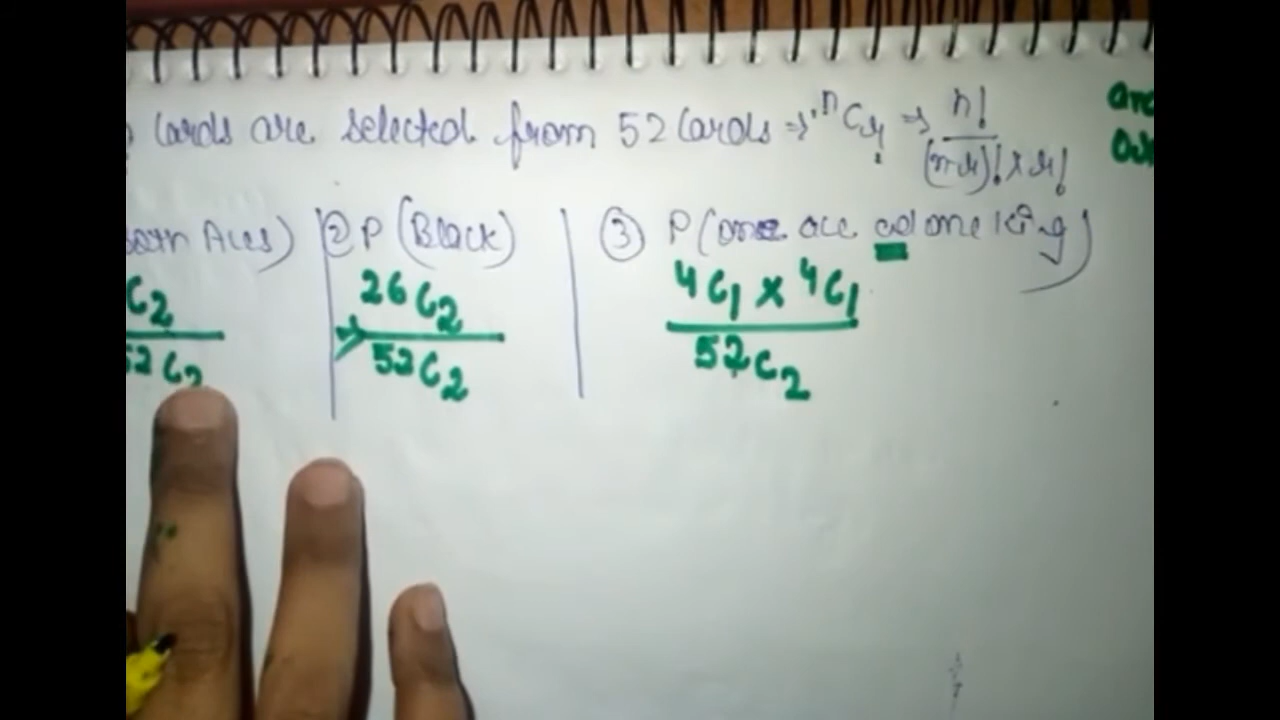 Cards are selected from 52 Cards ⇒ nCr ⇒ n! / (n-r)! x r!
Aces) ② P (Black) ③ P (one ace and one king)
C2 26C2 4C1 x 4C1
52C2 52C2 52C2